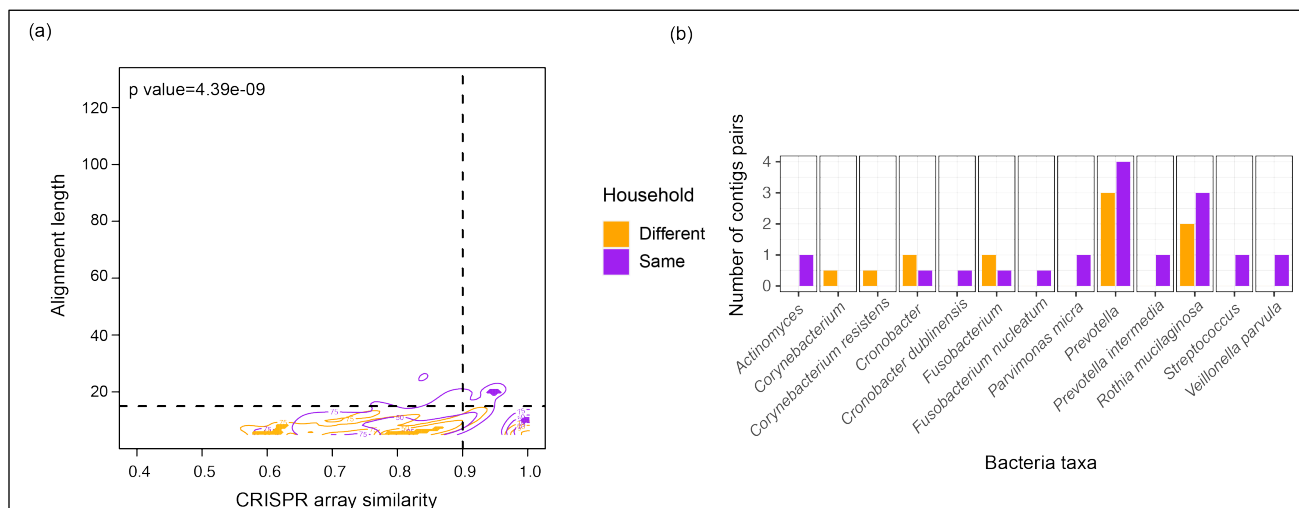 (a)
(b)
p value=4.39e-09
Alignment length
120
100
80
60
40
20
0.4 0.5 0.6 0.7 0.8 0.9 1.0
CRISPR array similarity
Household
Different
Same
Number of contigs pairs
4
3
2
1
0
Actinomyces
Corynebacterium
Corynebacterium resistens
Cronobacter
Cronobacter dublinensis
Fusobacterium
Fusobacterium nucleatum
Parvimonas micra
Prevotella
Prevotella intermedia
Rothia mucilaginosa
Streptococcus
Veillonella parvula
Bacteria taxa